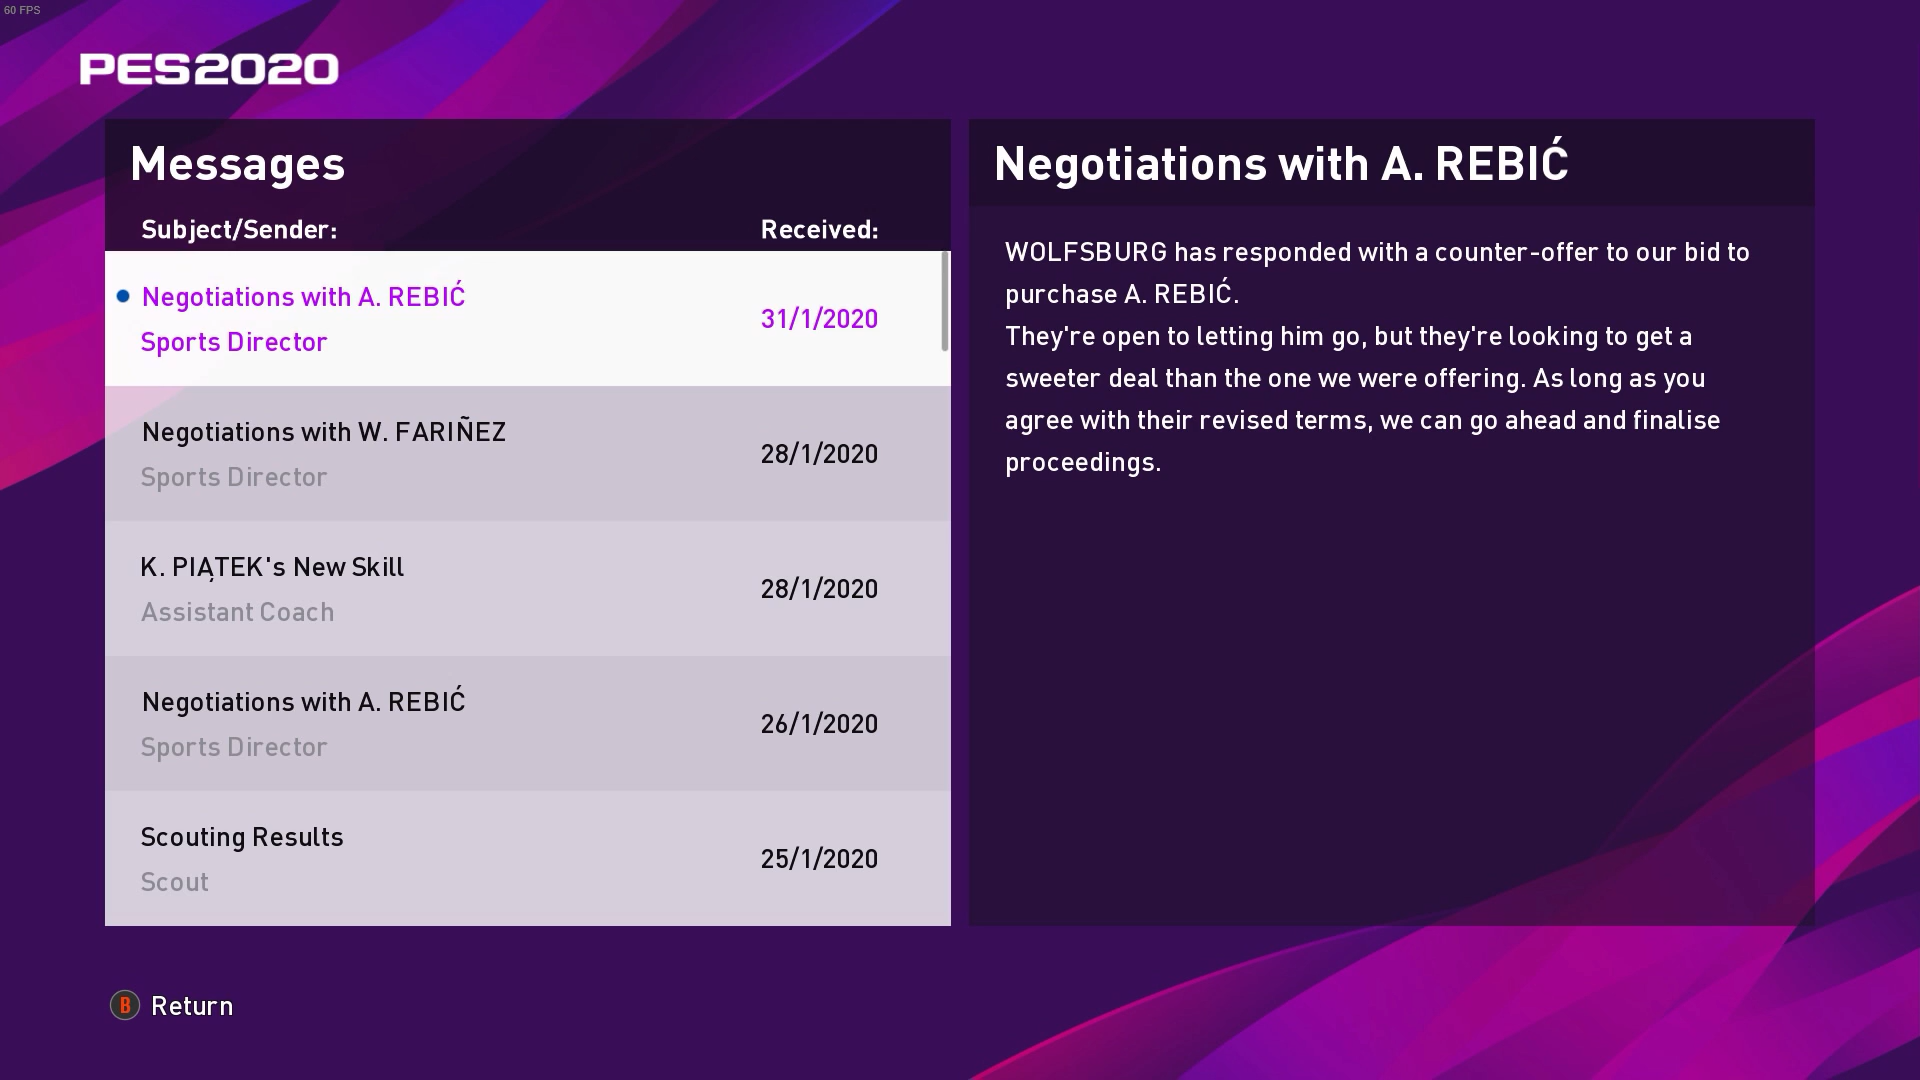 60 FPS
PES2020
Messages
Subject/Sender:
Received:
Negotiations with A. REBIĆ
Sports Director
31/1/2020
Negotiations with W. FARIÑEZ
Sports Director
28/1/2020
K. PIĄTEK's New Skill
Assistant Coach
28/1/2020
Negotiations with A. REBIĆ
Sports Director
26/1/2020
Scouting Results
Scout
25/1/2020
Negotiations with A. REBIĆ
WOLFSBURG has responded with a counter-offer to our bid to
purchase A. REBIĆ.
They're open to letting him go, but they're looking to get a
sweeter deal than the one we were offering. As long as you
agree with their revised terms, we can go ahead and finalise
proceedings.
B Return